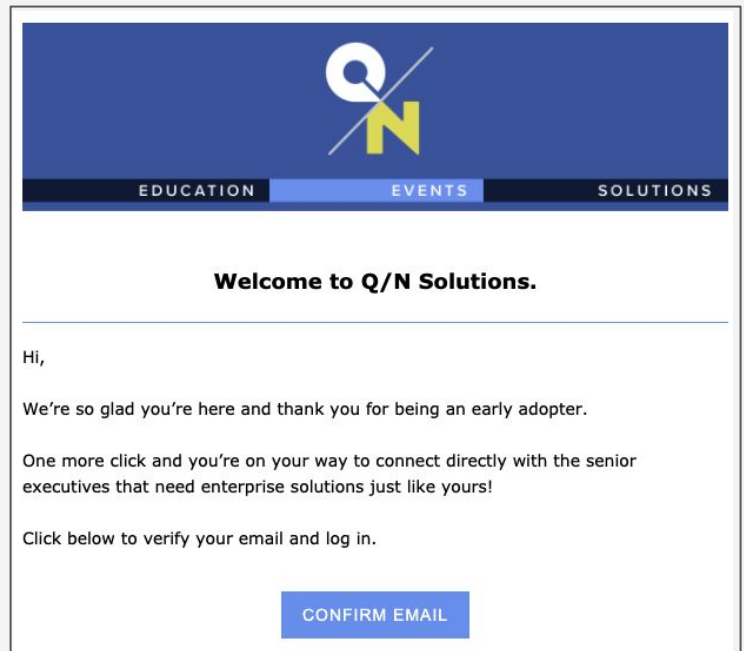 Q/N
EDUCATION EVENTS SOLUTIONS
Welcome to Q/N Solutions.
Hi,
We’re so glad you’re here and thank you for being an early adopter.
One more click and you’re on your way to connect directly with the senior
executives that need enterprise solutions just like yours!
Click below to verify your email and log in.
CONFIRM EMAIL